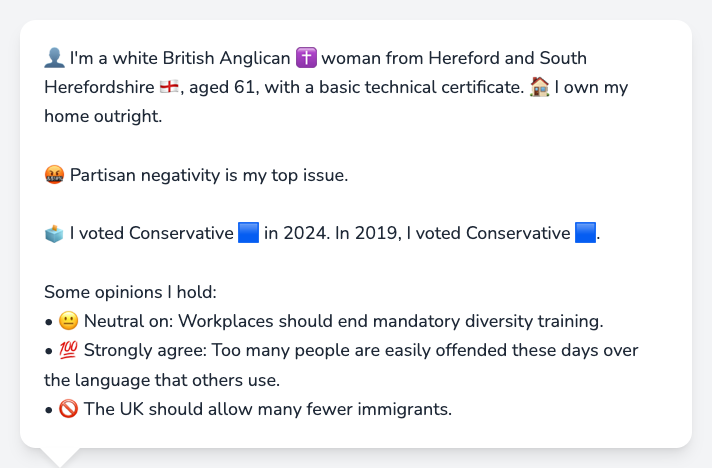 👤 I'm a white British Anglican ✝️ woman from Hereford and South
Herefordshire 🏴󠁧󠁢󠁥󠁮󠁧󠁿, aged 61, with a basic technical certificate. 🏠 I own my
home outright.
🤬 Partisan negativity is my top issue.
🗳️ I voted Conservative 🟦 in 2024. In 2019, I voted Conservative 🟦.
Some opinions I hold:
• 😐 Neutral on: Workplaces should end mandatory diversity training.
• 💯 Strongly agree: Too many people are easily offended these days over
the language that others use.
• 🚫 The UK should allow many fewer immigrants.